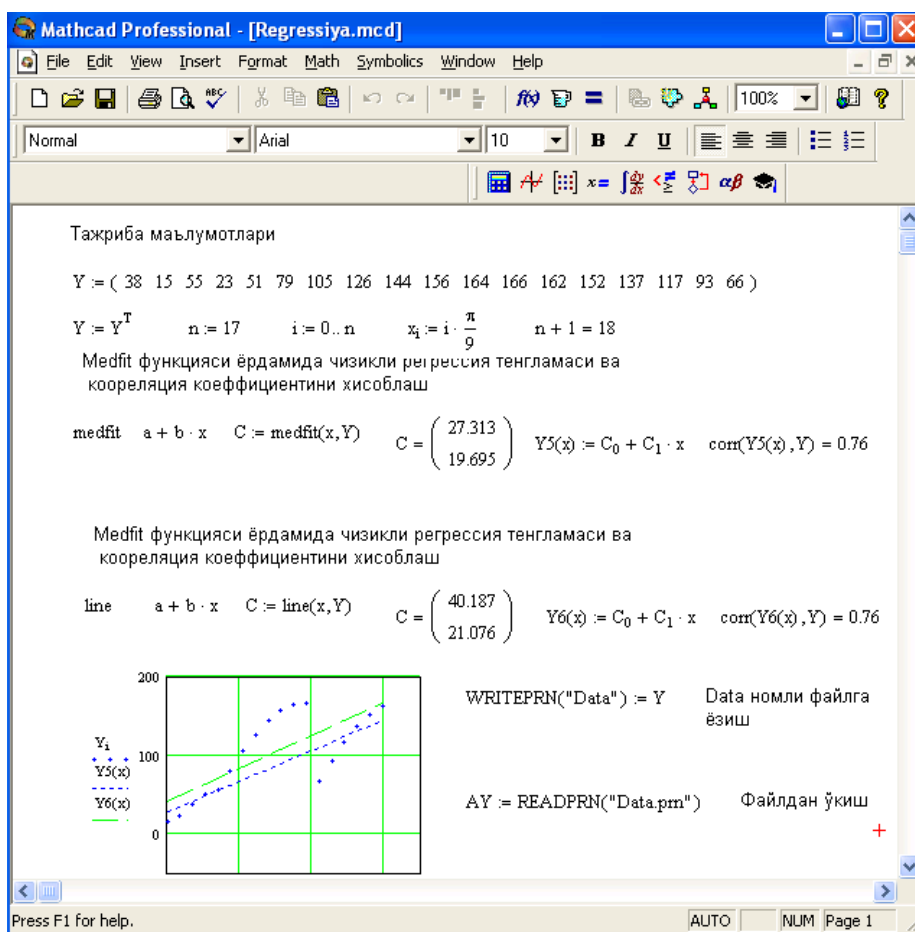 Mathcad Professional - [Regressiya.mcd]
File Edit View Insert Format Math Symbolics Window Help
100%
Normal Arial 10 B I U
Тажриба маълумотлари
Y := ( 38 15 55 23 51 79 105 126 144 156 164 166 162 152 137 117 93 66 )
Y := Y^T n := 17 i := 0.. n x_i := i · π/9 n + 1 = 18
Medfit функцияси ёрдамида чизикли регрессия тенгламаси ва
коореляция коеффициентини хисоблаш
medfit a + b · x C := medfit(x,Y) C = ( 27.313 19.695 ) Y5(x) := C_0 + C_1 · x corr(Y5(x),Y) = 0.76
Medfit функцияси ёрдамида чизикли регрессия тенгламаси ва
коореляция коеффициентини хисоблаш
line a + b · x C := line(x,Y) C = ( 40.187 21.076 ) Y6(x) := C_0 + C_1 · x corr(Y6(x),Y) = 0.76
200
100
0
Y_i
Y5(x)
Y6(x)
WRITEPRN("Data") := Y Data номли файлга
ёзиш
AY := READPRN("Data.prn") Файлдан ўкиш
Press F1 for help. AUTO NUM Page 1